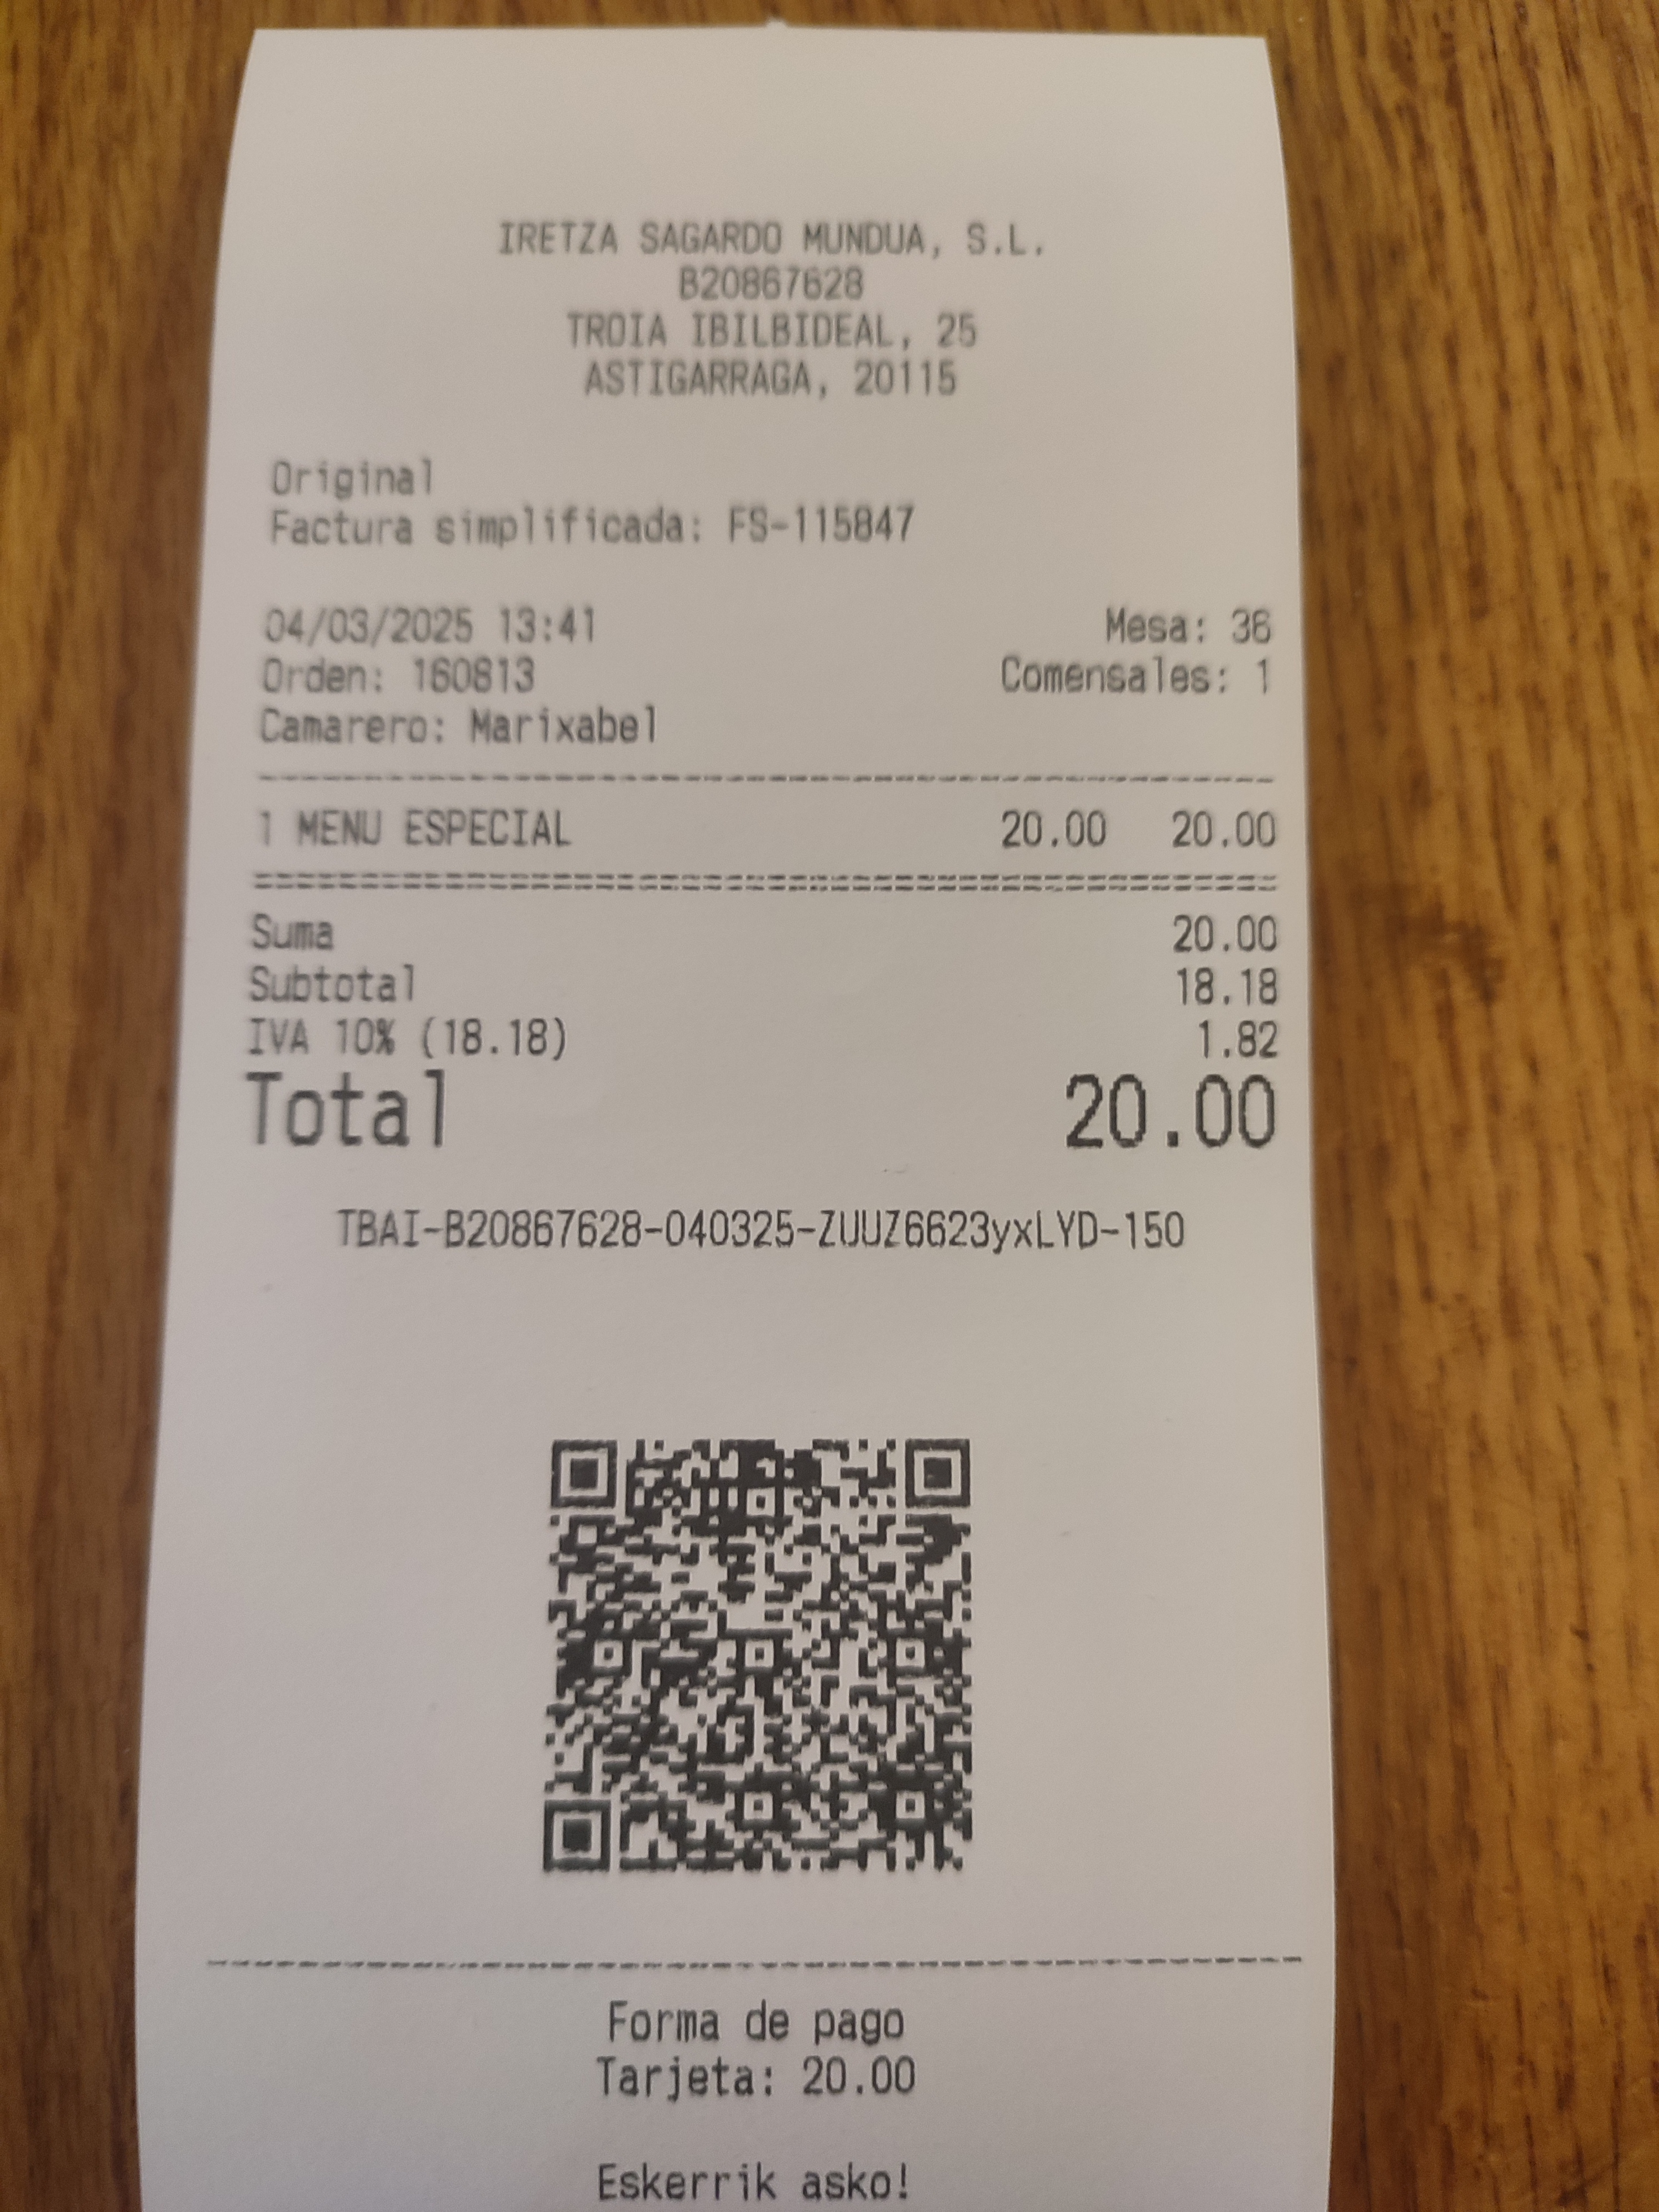 IRETZA SAGARDO MUNDUA, S.L.
B20867628
TROIA IBILBIDEAL, 25
ASTIGARRAGA, 20115
Original
Factura simplificada: FS-115847
04/03/2025 13:41 Mesa: 36
Orden: 160813 Comensales: 1
Camarero: Marixabel
1 MENU ESPECIAL 20.00 20.00
Suma 20.00
Subtotal 18.18
IVA 10% (18.18) 1.82
Total 20.00
TBAI-B20867628-040325-ZUUZ6623yxLYD-150
Forma de pago
Tarjeta: 20.00
Eskerrik asko!